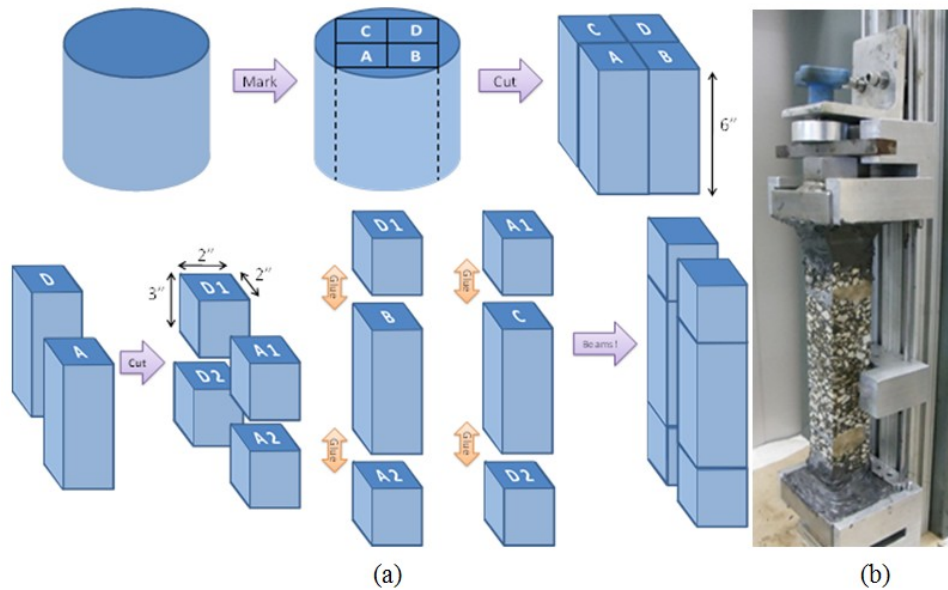 C D
A B
Mark
Cut
C D
A B
6"
D
A
Cut
2"
2"
3"
D1
A1
D2
A2
D1
Glue
B
Glue
A2
A1
Glue
C
Glue
D2
Beams!
(a)
(b)